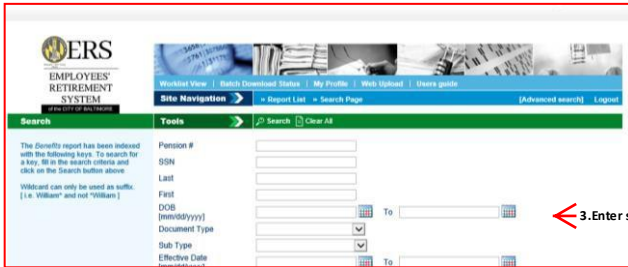 ERS
EMPLOYEES'
RETIREMENT
SYSTEM
of the CITY OF BALTIMORE
Worklist View | Batch Download Status | My Profile | Web Upload | Users guide
Site Navigation » Report List » Search Page [Advanced search] Logout
Search Tools Search Clear All
The Benefits report has been indexed
with the following keys. To search for
a key, fill in the search criteria and
click on the Search button above
Wildcard can only be used as suffix.
[ i.e. William* and not *William ]
Pension #
SSN
Last
First
DOB
[mm/dd/yyyy] To
Document Type
Sub Type
Effective Date
To
3.Enter s